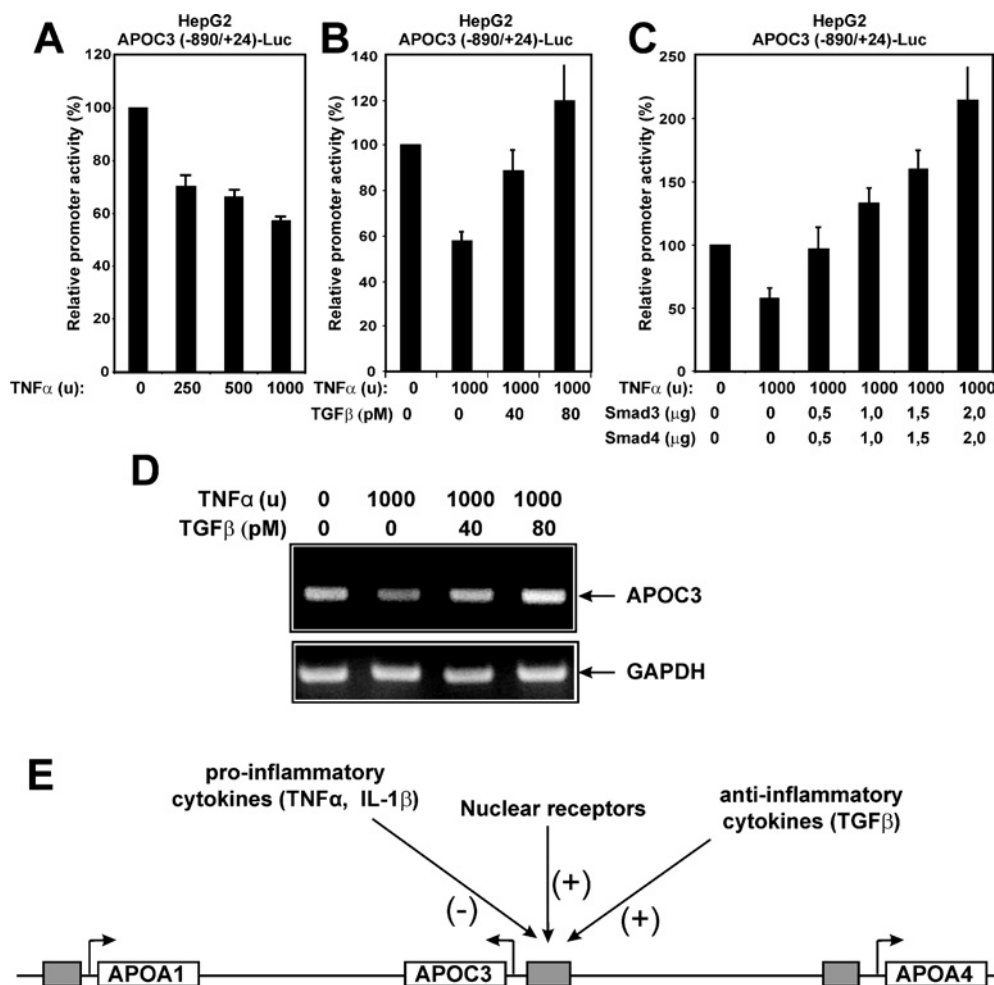 A
HepG2
APOC3 (-890/+24)-Luc
Relative promoter activity (%)
120
100
80
60
40
20
0
TNFα (u): 0 250 500 1000
B
HepG2
APOC3 (-890/+24)-Luc
Relative promoter activity (%)
140
120
100
80
60
40
20
0
TNFα (u): 0 1000 1000 1000
TGFβ (pM) 0 0 40 80
C
HepG2
APOC3 (-890/+24)-Luc
Relative promoter activity (%)
250
200
150
100
50
0
TNFα (u): 0 1000 1000 1000 1000 1000
Smad3 (μg) 0 0 0,5 1,0 1,5 2,0
Smad4 (μg) 0 0 0,5 1,0 1,5 2,0
D
TNFα (u) 0 1000 1000 1000
TGFβ (pM) 0 0 40 80
APOC3
GAPDH
E
pro-inflammatory
cytokines (TNFα, IL-1β)
Nuclear receptors
anti-inflammatory
cytokines (TGFβ)
(-)
(+)
(+)
APOA1
APOC3
APOA4